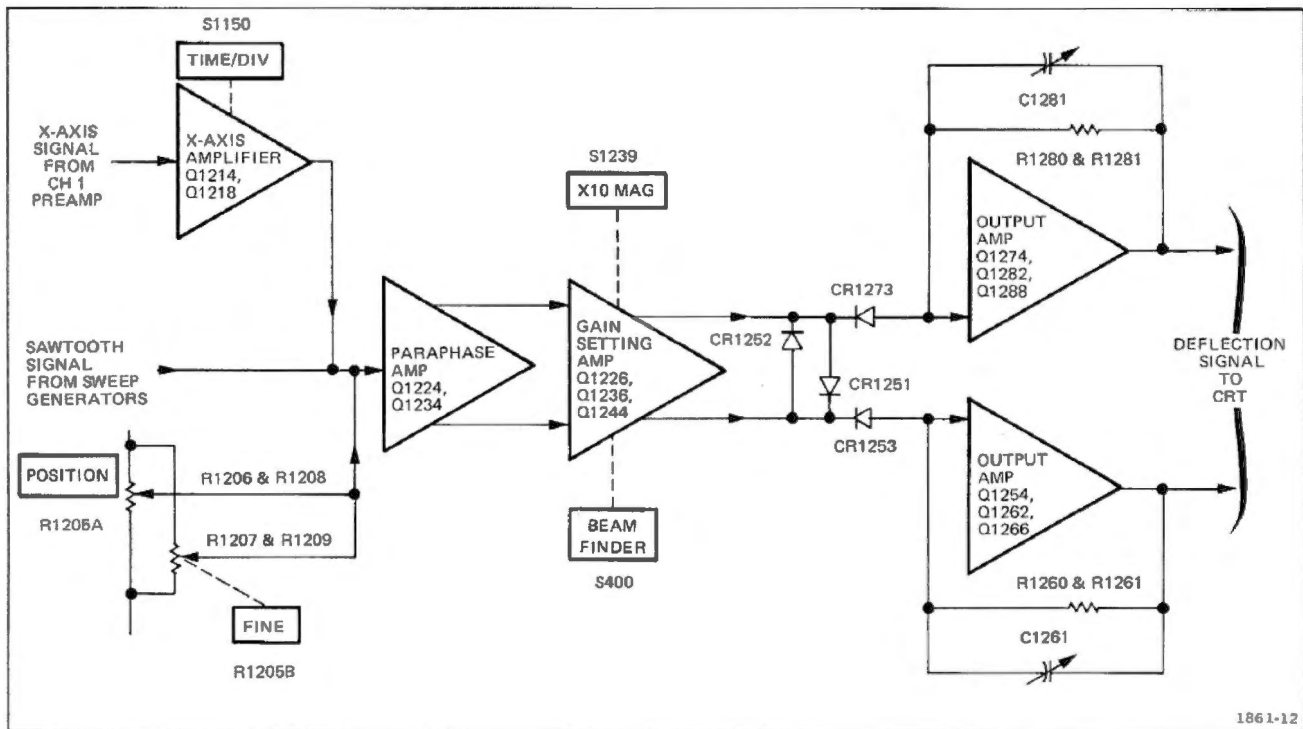 S1150
TIME/DIV
X-AXIS
SIGNAL
FROM
CH 1
PREAMP
X-AXIS
AMPLIFIER
Q1214,
Q1218
SAWTOOTH
SIGNAL
FROM SWEEP
GENERATORS
POSITION
R1205A
R1206 & R1208
R1207 & R1209
FINE
R1205B
PARAPHASE
AMP
Q1224,
Q1234
S1239
X10 MAG
GAIN
SETTING
AMP
Q1226,
Q1236,
Q1244
BEAM
FINDER
S400
CR1252
CR1273
CR1251
CR1253
C1281
R1280 & R1281
OUTPUT
AMP
Q1274,
Q1282,
Q1288
OUTPUT
AMP
Q1254,
Q1262,
Q1266
R1260 & R1261
C1261
DEFLECTION
SIGNAL
TO
CRT
1861-12